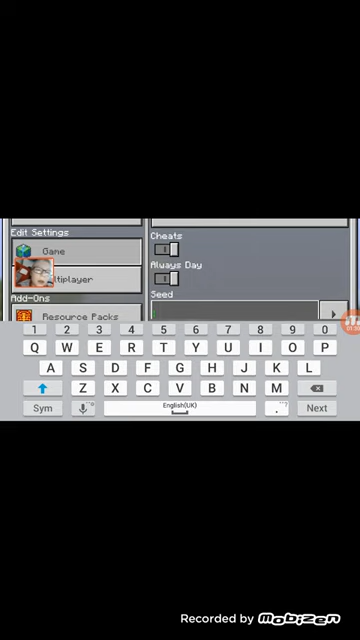 Edit Settings
Cheats
Game
Always Day
ltiplayer
Add-Ons
Seed
Resource Packs
1 2 3 4 5 6 7 8 9 0
Q W E R T Y U I O P
A S D F G H J K L
Z X C V B N M
Sym
English(UK)
.
Next
Recorded by mobizen